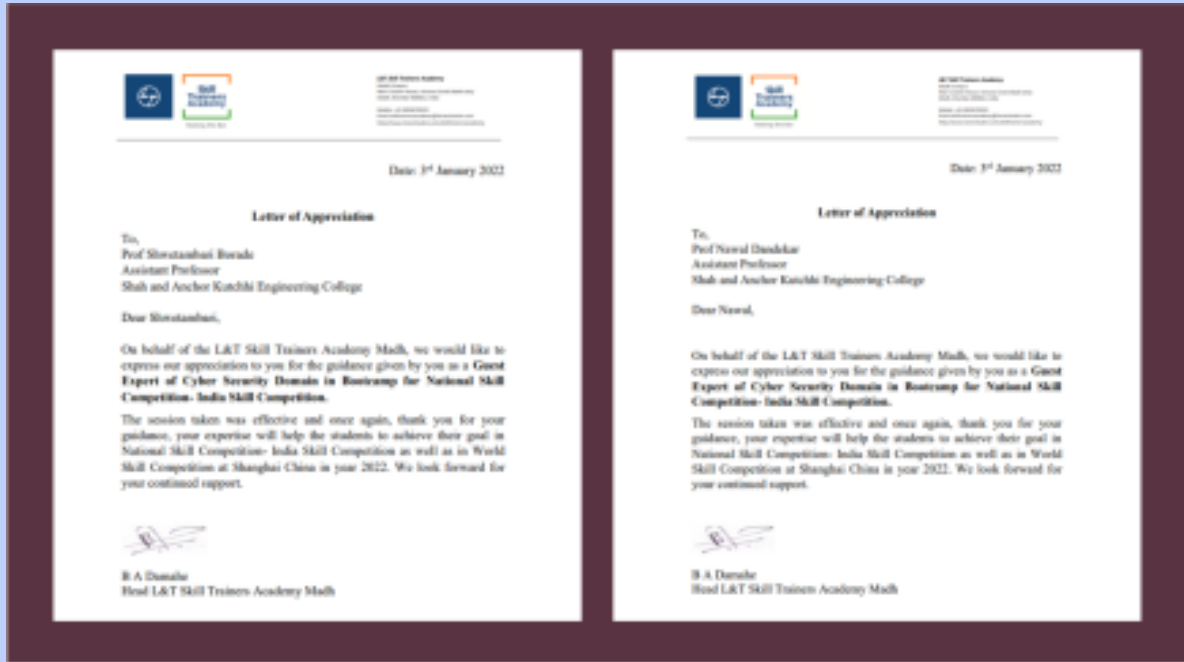 Skill
Trainers
Academy
L&T Skill Trainers Academy
Date: 3rd January 2022
Letter of Appreciation
To,
Prof Shwetambari Borade
Assistant Professor
Shah and Anchor Kutchhi Engineering College
Dear Shwetambari,
On behalf of the L&T Skill Trainers Academy Madh, we would like to
express our appreciation to you for the guidance given by you as a Guest
Expert of Cyber Security Domain in Bootcamp for National Skill
Competition- India Skill Competition.
The session taken was effective and once again, thank you for your
guidance, your expertise will help the students to achieve their goal in
National Skill Competition- India Skill Competition as well as in World
Skill Competition at Shanghai China in year 2022. We look forward for
your continued support.
B A Damahe
Head L&T Skill Trainers Academy Madh
Skill
Trainers
Academy
L&T Skill Trainers Academy
Date: 3rd January 2022
Letter of Appreciation
To,
Prof Nawal Dandekar
Assistant Professor
Shah and Anchor Kutchhi Engineering College
Dear Nawal,
On behalf of the L&T Skill Trainers Academy Madh, we would like to
express our appreciation to you for the guidance given by you as a Guest
Expert of Cyber Security Domain in Bootcamp for National Skill
Competition- India Skill Competition.
The session taken was effective and once again, thank you for your
guidance, your expertise will help the students to achieve their goal in
National Skill Competition- India Skill Competition as well as in World
Skill Competition at Shanghai China in year 2022. We look forward for
your continued support.
B A Damahe
Head L&T Skill Trainers Academy Madh